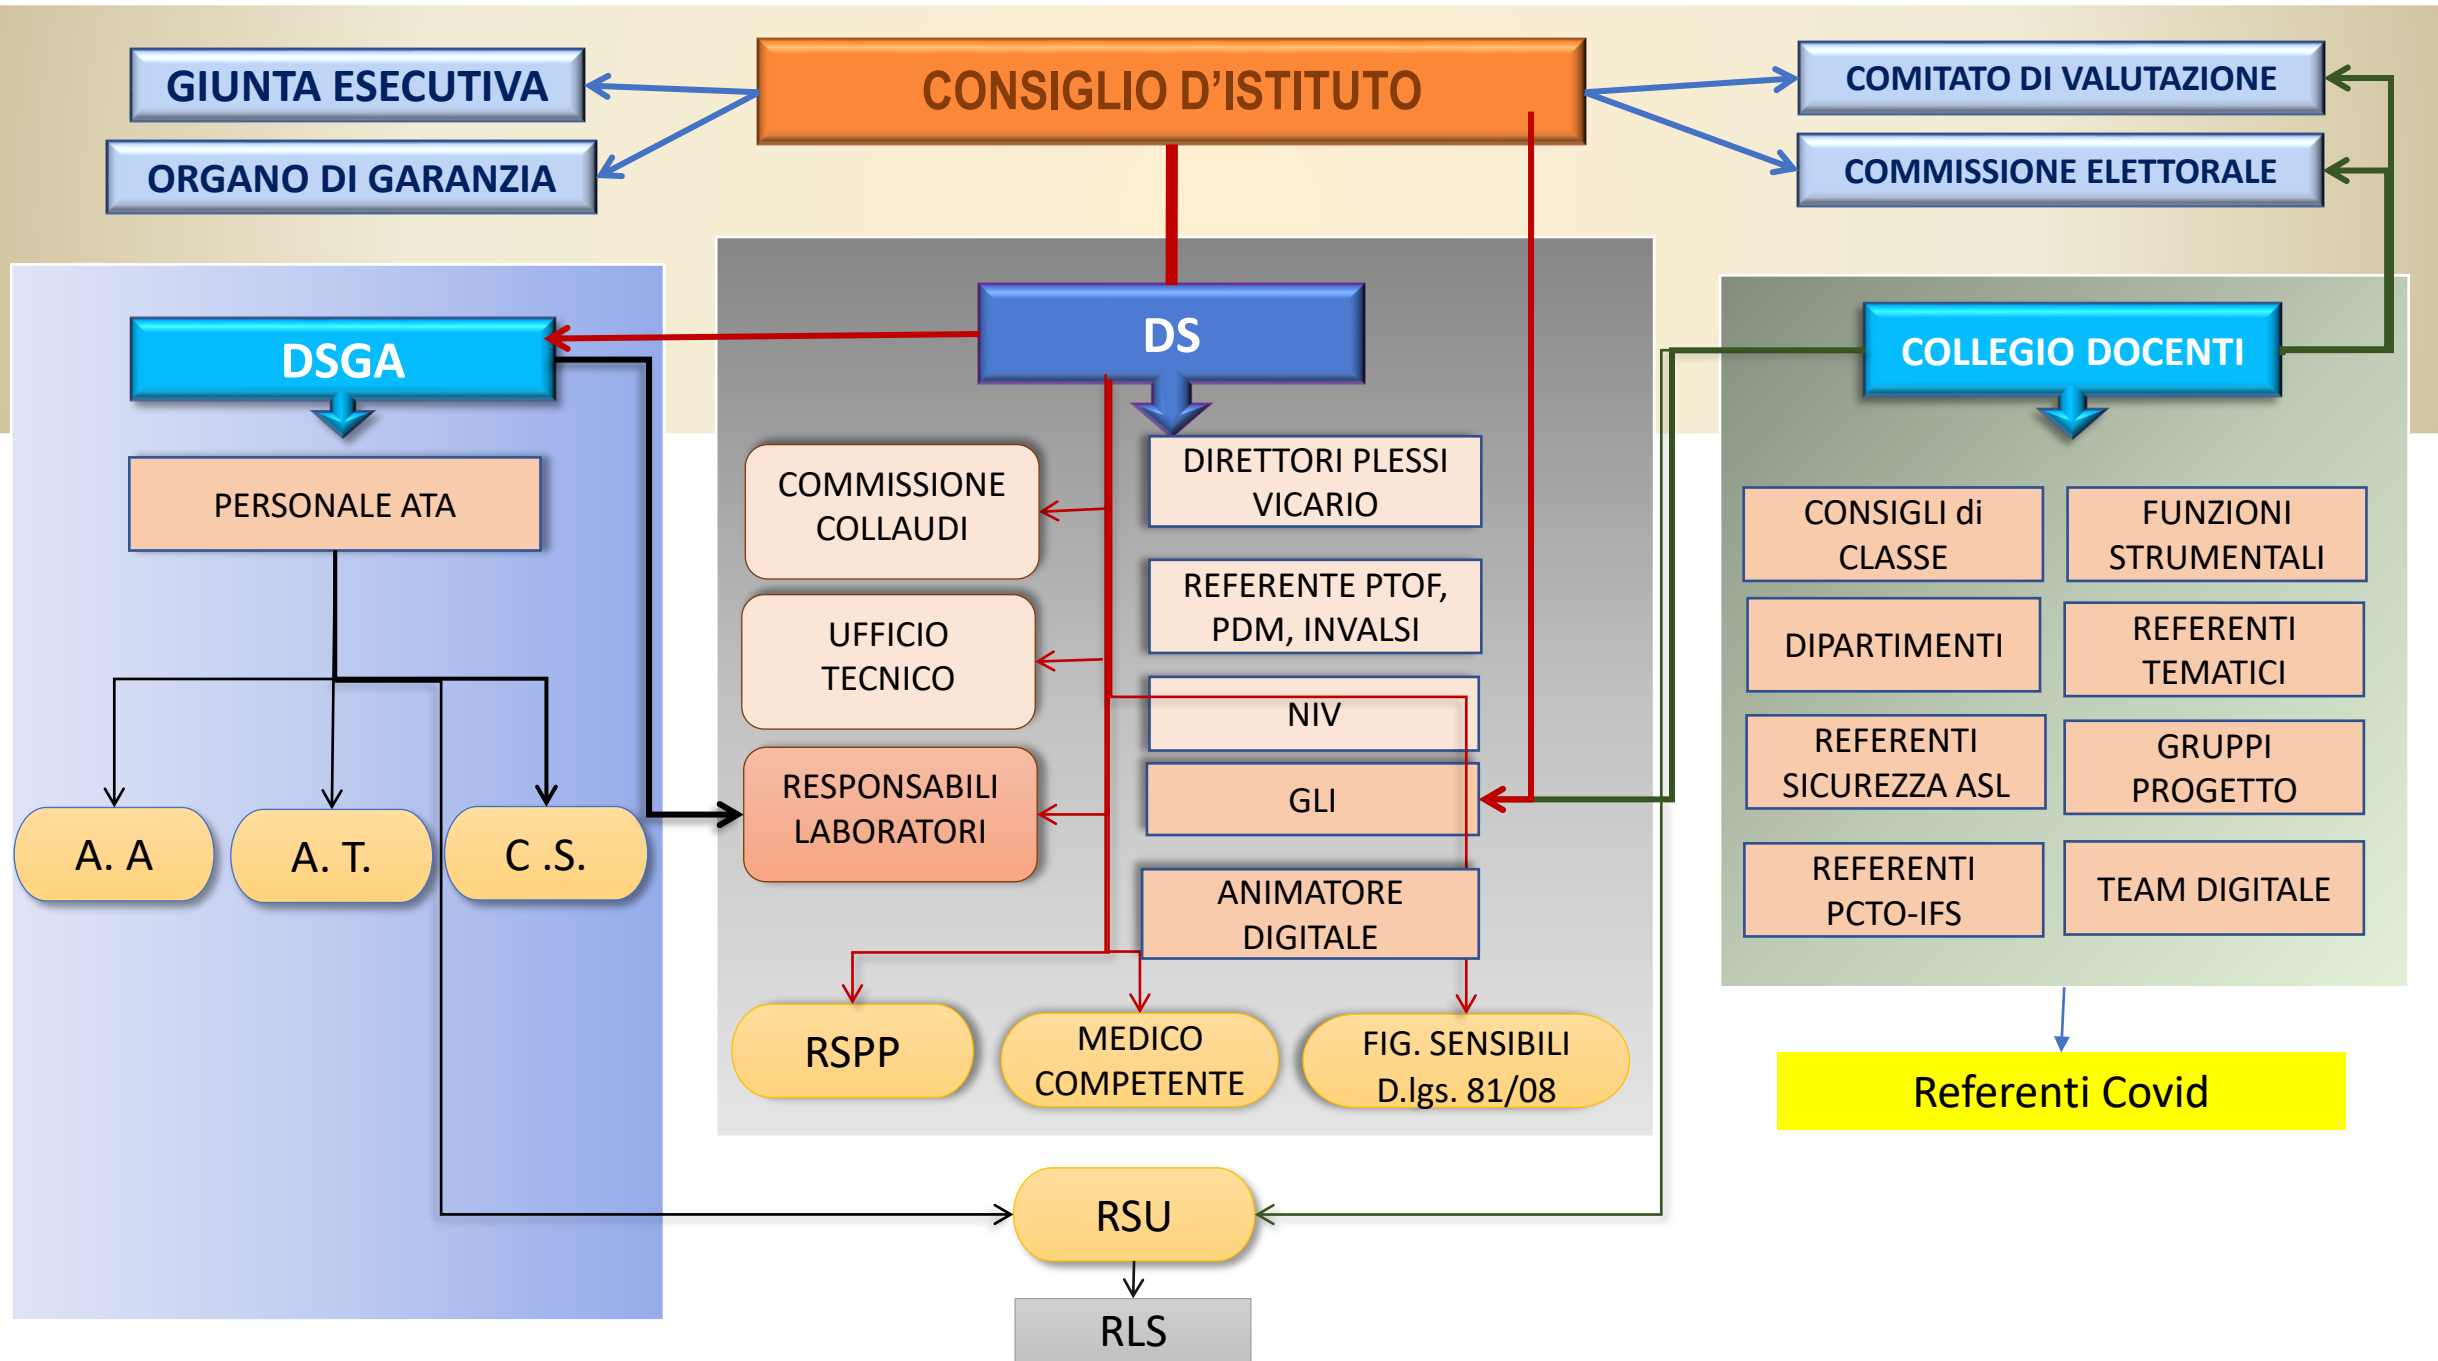 GIUNTA ESECUTIVA
ORGANO DI GARANZIA
CONSIGLIO D'ISTITUTO
COMITATO DI VALUTAZIONE
COMMISSIONE ELETTORALE
DSGA
PERSONALE ATA
A. A
A. T.
C .S.
DS
COMMISSIONE
COLLAUDI
UFFICIO
TECNICO
RESPONSABILI
LABORATORI
DIRETTORI PLESSI
VICARIO
REFERENTE PTOF,
PDM, INVALSI
NIV
GLI
ANIMATORE
DIGITALE
RSPP
MEDICO
COMPETENTE
FIG. SENSIBILI
D.lgs. 81/08
COLLEGIO DOCENTI
CONSIGLI di
CLASSE
FUNZIONI
STRUMENTALI
DIPARTIMENTI
REFERENTI
TEMATICI
REFERENTI
SICUREZZA ASL
GRUPPI
PROGETTO
REFERENTI
PCTO-IFS
TEAM DIGITALE
Referenti Covid
RSU
RLS